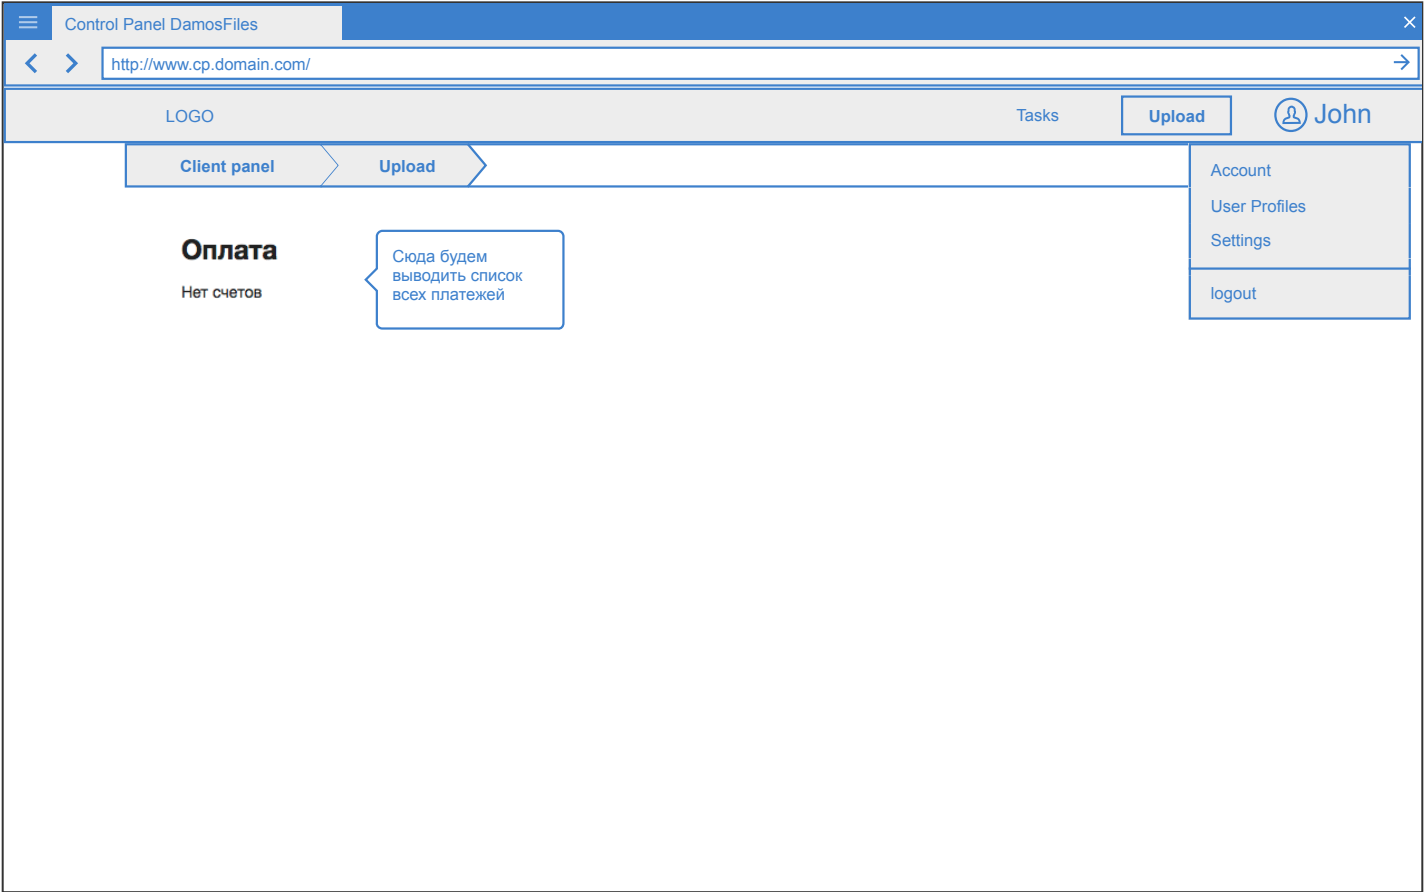 Control Panel DamosFiles
http://www.cp.domain.com/
LOGO
Tasks
Upload
John
Client panel
Upload
Account
User Profiles
Settings
logout
Оплата
Нет счетов
Сюда будем
выводить список
всех платежей